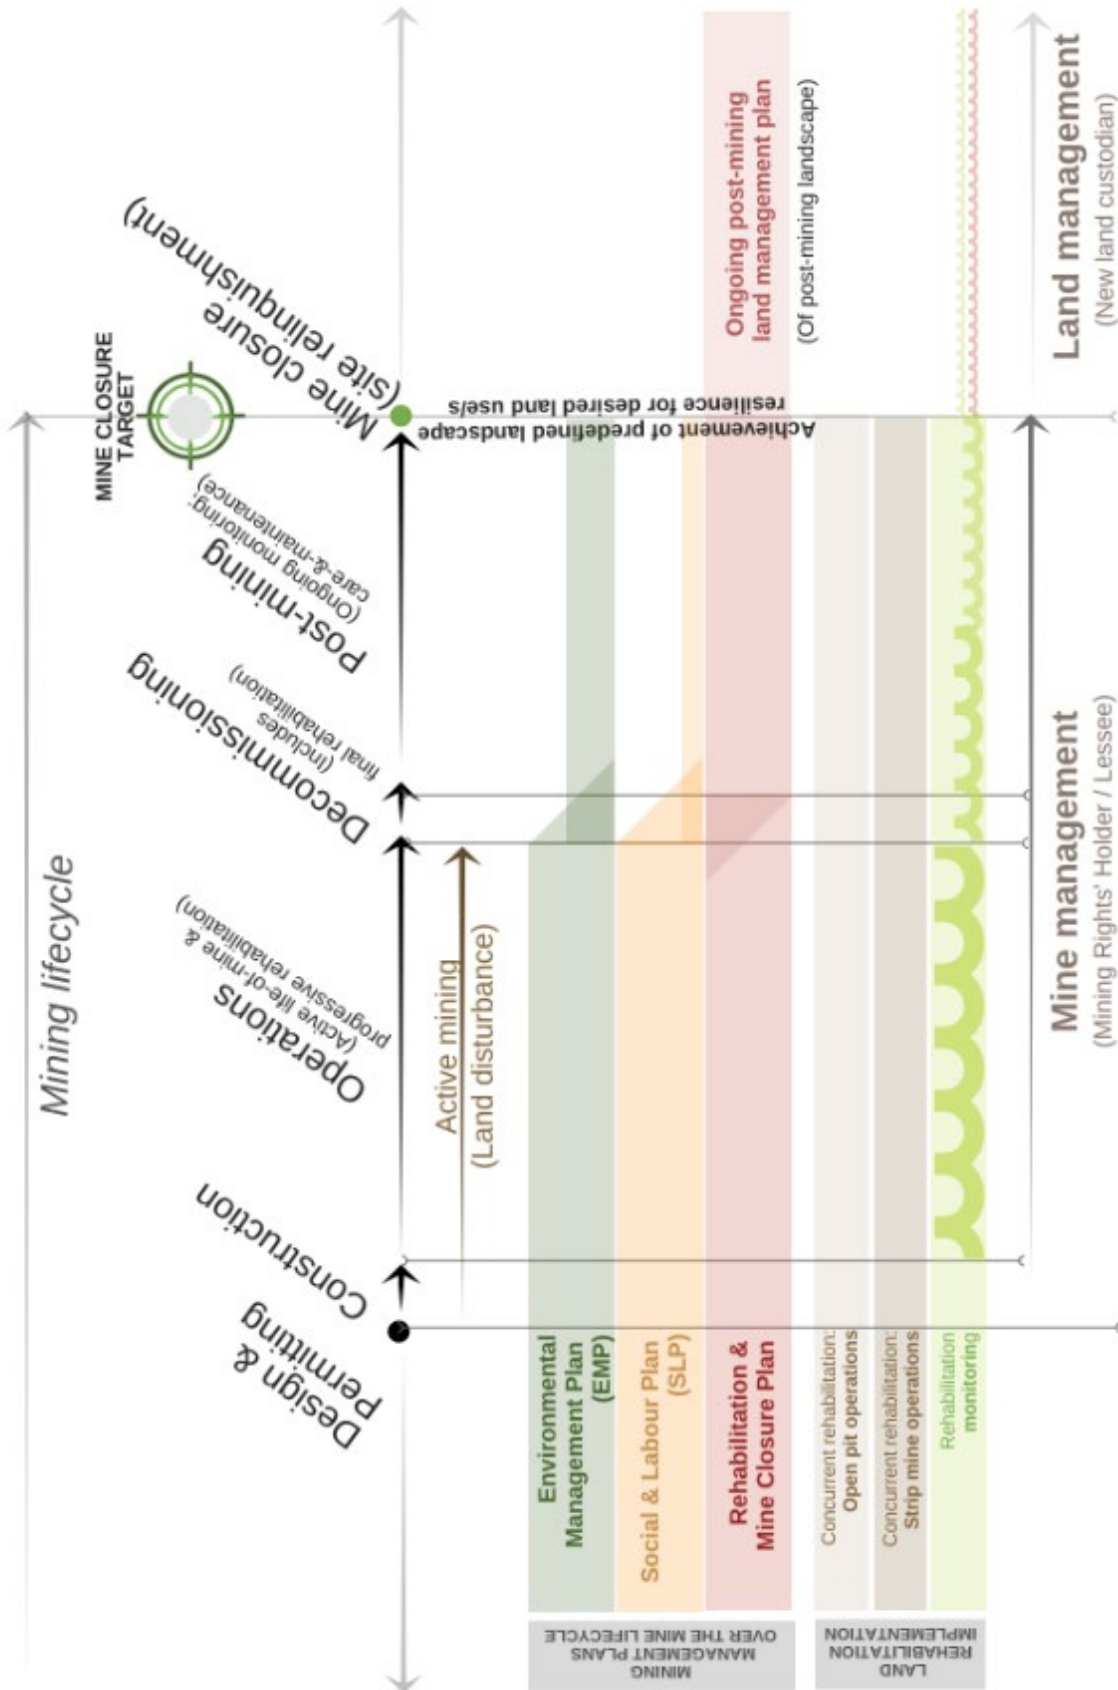 Mining lifecycle
MINE CLOSURE
TARGET
Design &
Permitting
Construction
Operations
(Active life-of-mine &
progressive rehabilitation)
Decommissioning
(Includes
final rehabilitation)
Post-mining
(Ongoing monitoring;
care-&-maintenance)
Mine closure
(site relinquishment)
Active mining
(Land disturbance)
Achievement of predefined landscape
resilience for desired land use/s
MINING
MANAGEMENT PLANS
OVER THE MINE LIFECYCLE
Environmental
Management Plan
(EMP)
Social & Labour Plan
(SLP)
Rehabilitation &
Mine Closure Plan
Ongoing post-mining
land management plan
(Of post-mining landscape)
LAND
REHABILITATION
IMPLEMENTATION
Concurrent rehabilitation:
Open pit operations
Concurrent rehabilitation:
Strip mine operations
Rehabilitation
monitoring
Mine management
(Mining Rights' Holder / Lessee)
Land management
(New land custodian)